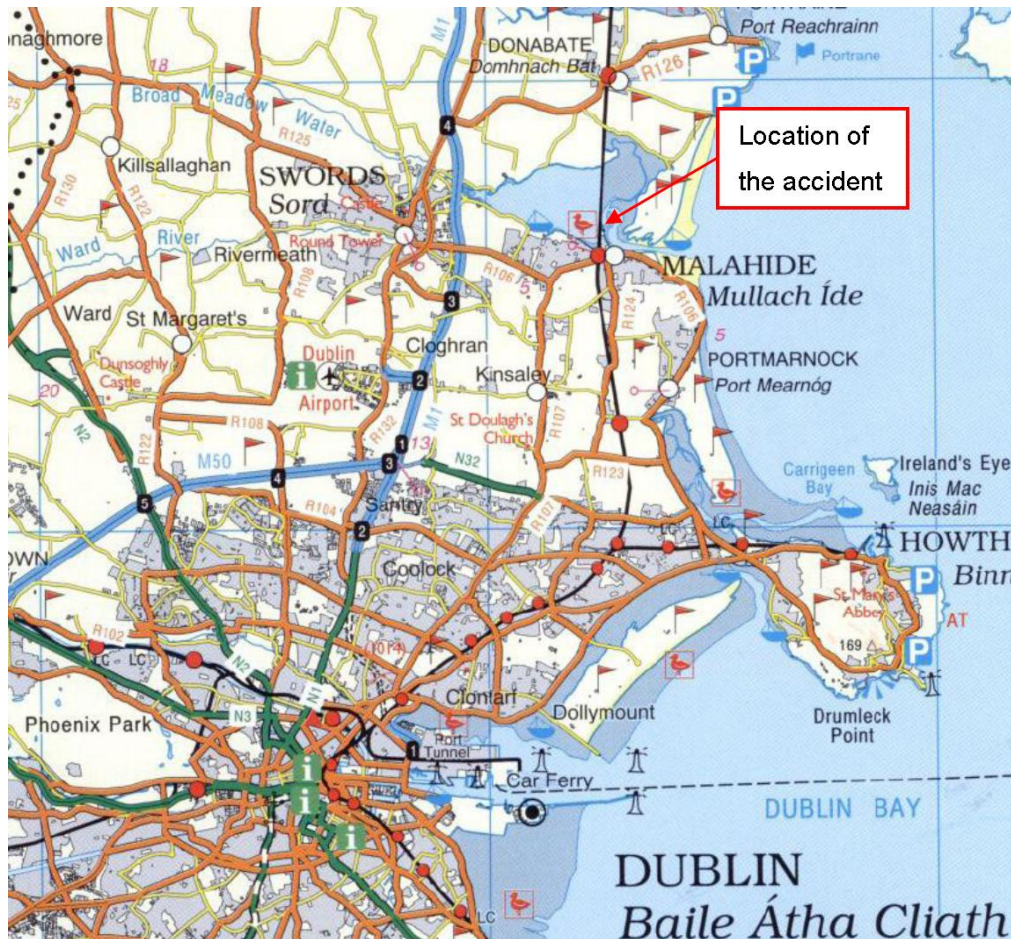 Port Reachrainn
Portrane
DONABATE
Domhnach Bat
R126
M1
18
Broad Meadow Water
R125
4
Location of
the accident
Killsallaghan
R130
R122
SWORDS
Sord
Castle
Round Tower
Ward River
Rivermeath
R108
R106
5
3
MALAHIDE
Mullach Íde
R124
R106
5
Ward
St Margaret's
Dunsoghly
Castle
20
N2
Dublin
Airport
i
Cloghran
2
Kinsaley
PORTMARNOCK
Port Mearnóg
R108
R132
M1
St Doulagh's
Church
R107
R122
M50
13
1
3
4
5
N32
R123
Carrigeen
Bay
Ireland's Eye
Inis Mac
Neasáin
R104
Santry
2
R107
LC
LC
HOWTH
Binn
Coolock
St Mary's
Abbey
169
AT
P
P
P
P
R102
LC
LC
N2
N1
N3
(1014)
Phoenix Park
Clontarf
Dollymount
Drumleck
Point
1
Port
Tunnel
Car Ferry
i
i
i
DUBLIN BAY
DUBLIN
Baile Átha Cliath
LC